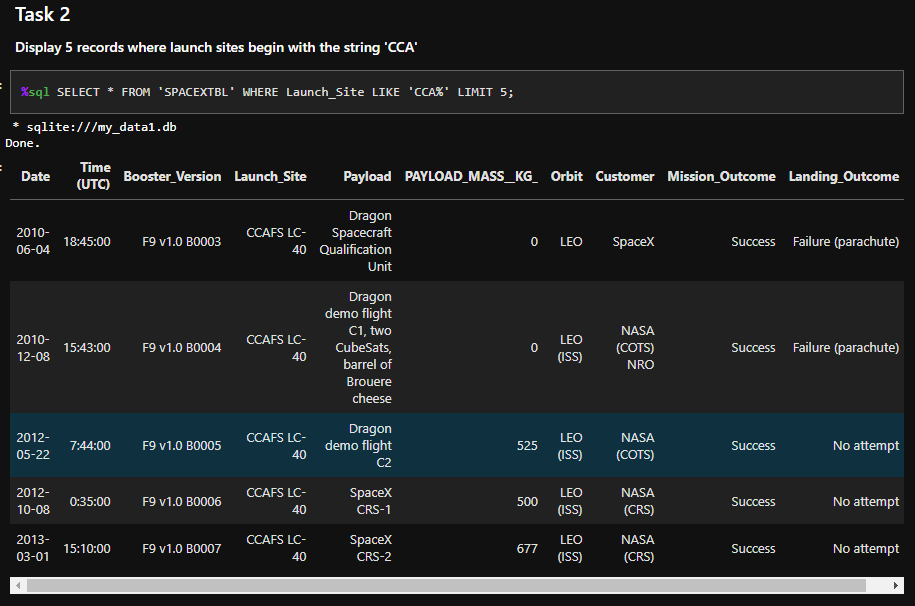 Task 2
Display 5 records where launch sites begin with the string 'CCA'
%sql SELECT * FROM 'SPACEXTBL' WHERE Launch_Site LIKE 'CCA%' LIMIT 5;
* sqlite:///my_data1.db
Done.
Date Time (UTC) Booster_Version Launch_Site Payload PAYLOAD_MASS__KG_ Orbit Customer Mission_Outcome Landing_Outcome
2010-06-04 18:45:00 F9 v1.0 B0003 CCAFS LC-40 Dragon Spacecraft Qualification Unit 0 LEO SpaceX Success Failure (parachute)
2010-12-08 15:43:00 F9 v1.0 B0004 CCAFS LC-40 Dragon demo flight C1, two CubeSats, barrel of Brouere cheese 0 LEO (ISS) NASA (COTS) NRO Success Failure (parachute)
2012-05-22 7:44:00 F9 v1.0 B0005 CCAFS LC-40 Dragon demo flight C2 525 LEO (ISS) NASA (COTS) Success No attempt
2012-10-08 0:35:00 F9 v1.0 B0006 CCAFS LC-40 SpaceX CRS-1 500 LEO (ISS) NASA (CRS) Success No attempt
2013-03-01 15:10:00 F9 v1.0 B0007 CCAFS LC-40 SpaceX CRS-2 677 LEO (ISS) NASA (CRS) Success No attempt